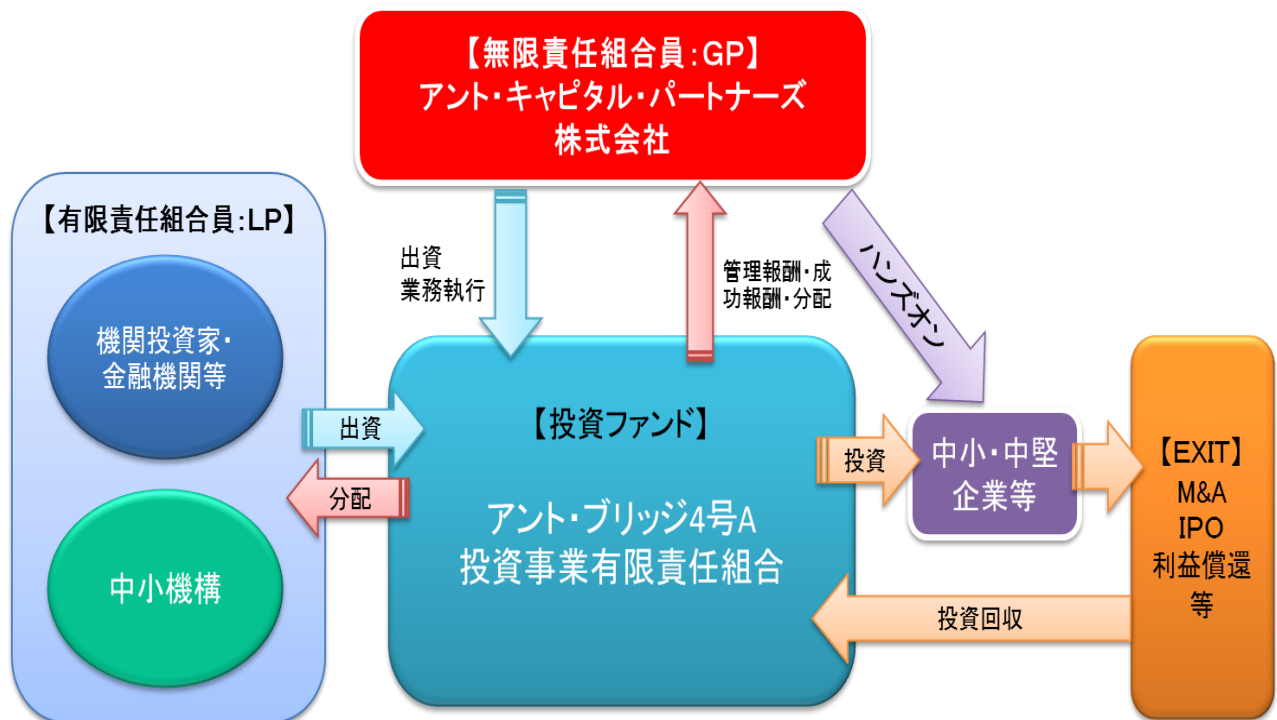 【無限責任組合員:GP】
アント・キャピタル・パートナーズ
株式会社
【有限責任組合員:LP】
機関投資家・
金融機関等
中小機構
出資
業務執行
管理報酬・成
功報酬・分配
ハンズオン
出資
分配
【投資ファンド】
アント・ブリッジ4号A
投資事業有限責任組合
投資
中小・中堅
企業等
【EXIT】
M&A
IPO
利益償還
等
投資回収